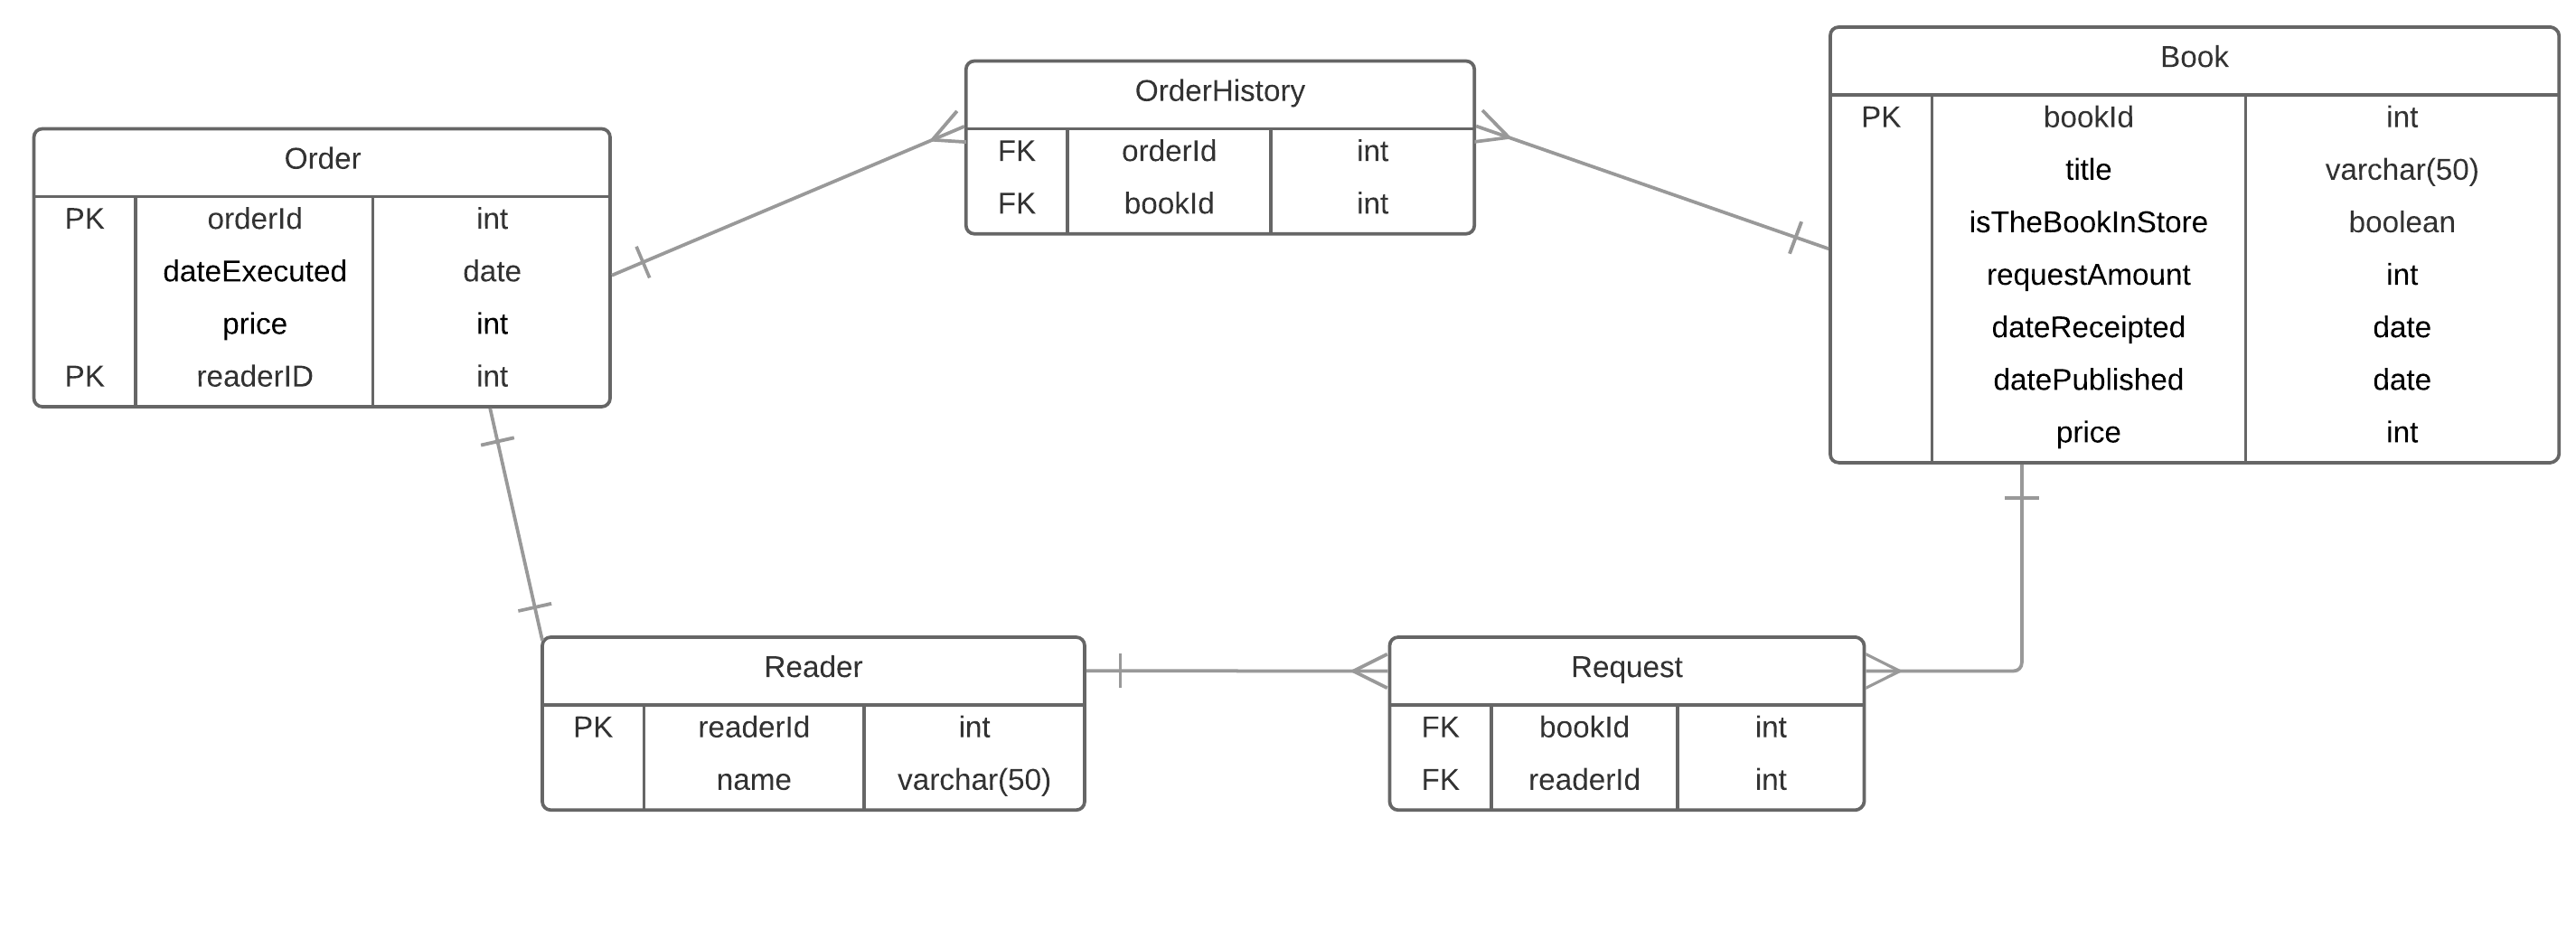 Order
PK orderId int
dateExecuted date
price int
PK readerID int
OrderHistory
FK orderId int
FK bookId int
Book
PK bookId int
title varchar(50)
isTheBookInStore boolean
requestAmount int
dateReceipted date
datePublished date
price int
Reader
PK readerId int
name varchar(50)
Request
FK bookId int
FK readerId int